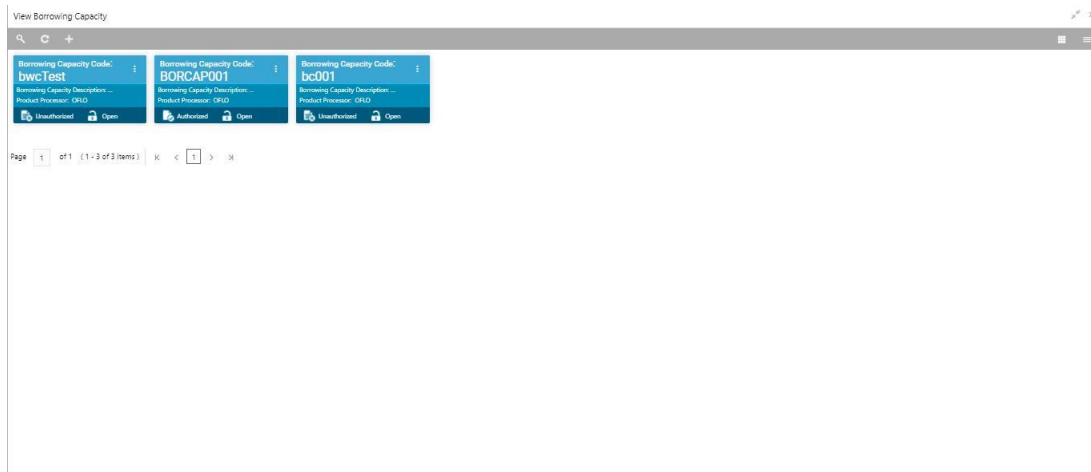 View Borrowing Capacity
Borrowing Capacity Code:
bwcTest
Borrowing Capacity Description: ...
Product Processor: OFLO
Unauthorized Open
Borrowing Capacity Code:
BORCAP001
Borrowing Capacity Description: ...
Product Processor: OFLO
Authorized Open
Borrowing Capacity Code:
bc001
Borrowing Capacity Description: ...
Product Processor: OFLO
Unauthorized Open
Page 1 of 1 (1 - 3 of 3 items) 1